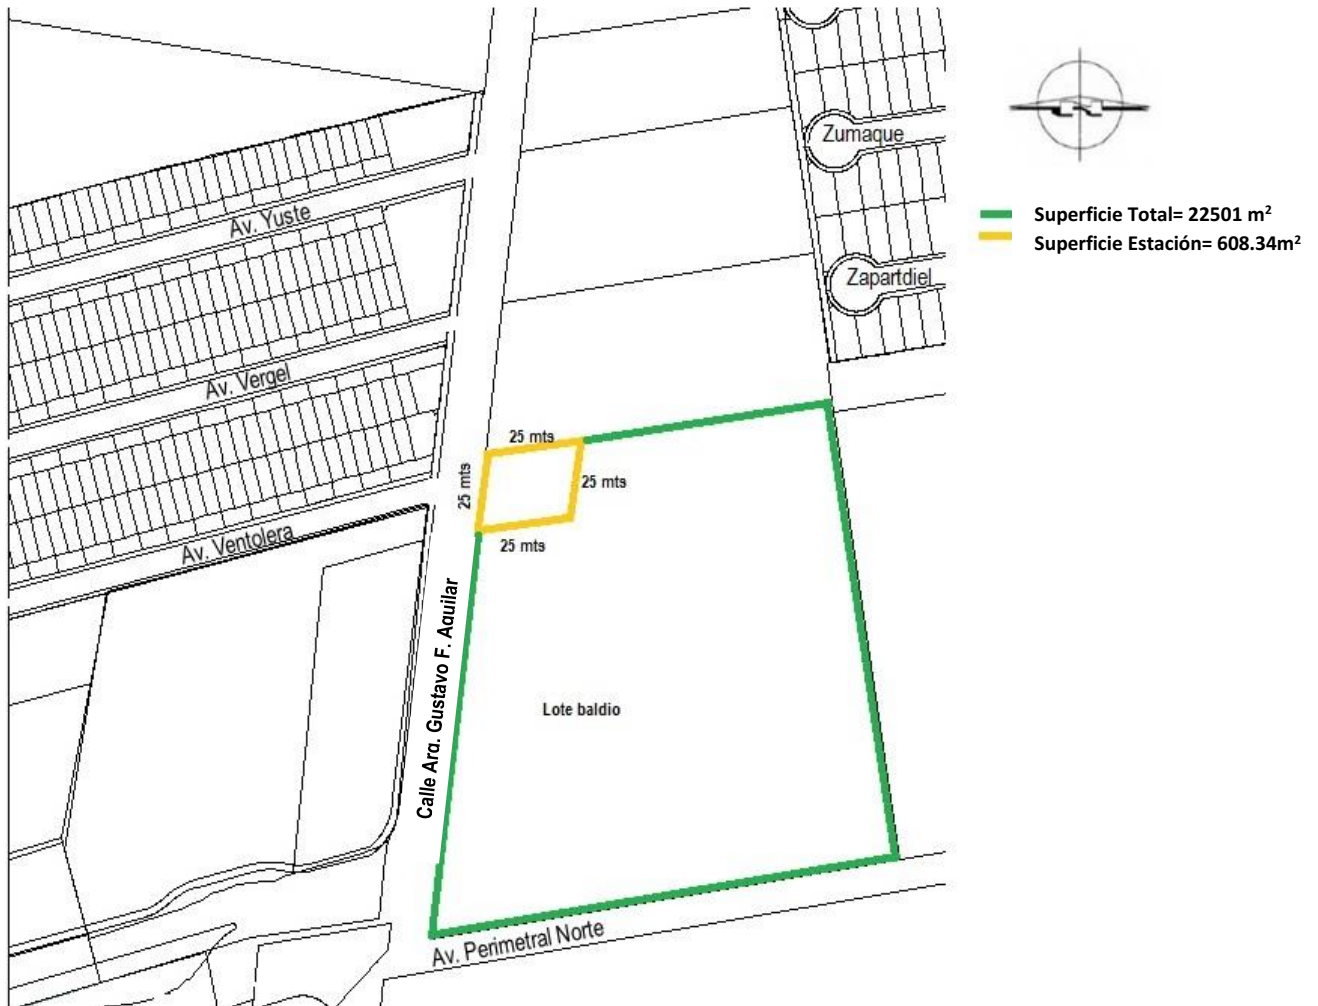 Zumaque
Superficie Total= 22501 m²
Av. Yuste
Superficie Estación= 608.34m²
Zapartdiel
Av. Vergel
25 mts
25 mts
25 mts
Av. Ventolera
25 mts
Calle Arq. Gustavo F. Aguilar
Lote baldio
Av. Perimetral Norte